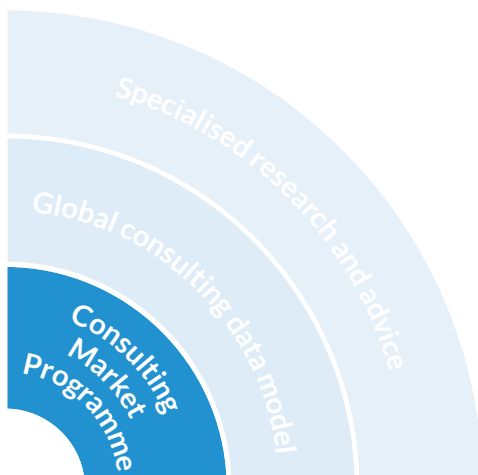 Specialised research and advice
Global consulting data model
Consulting
Market
Programme